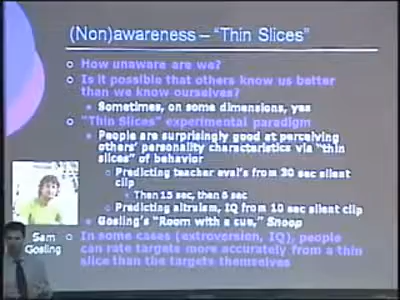 (Non)awareness – "Thin Slices"
How unaware are we?
Is it possible that others know us better
than we know ourselves?
Sometimes, on some dimensions, yes
"Thin Slices" experimental paradigm
People are surprisingly good at perceiving
others' personality characteristics via "thin
slices" of behavior
Predicting teacher eval's from 30 sec silent
clip
Then 15 sec, then 6 sec
Predicting altruism, IQ from 10 sec silent clip
Gosling's "Room with a cue," Snoop
Sam
Gosling
In some cases (extroversion, IQ), people
can rate targets more accurately from a thin
slice than the targets themselves